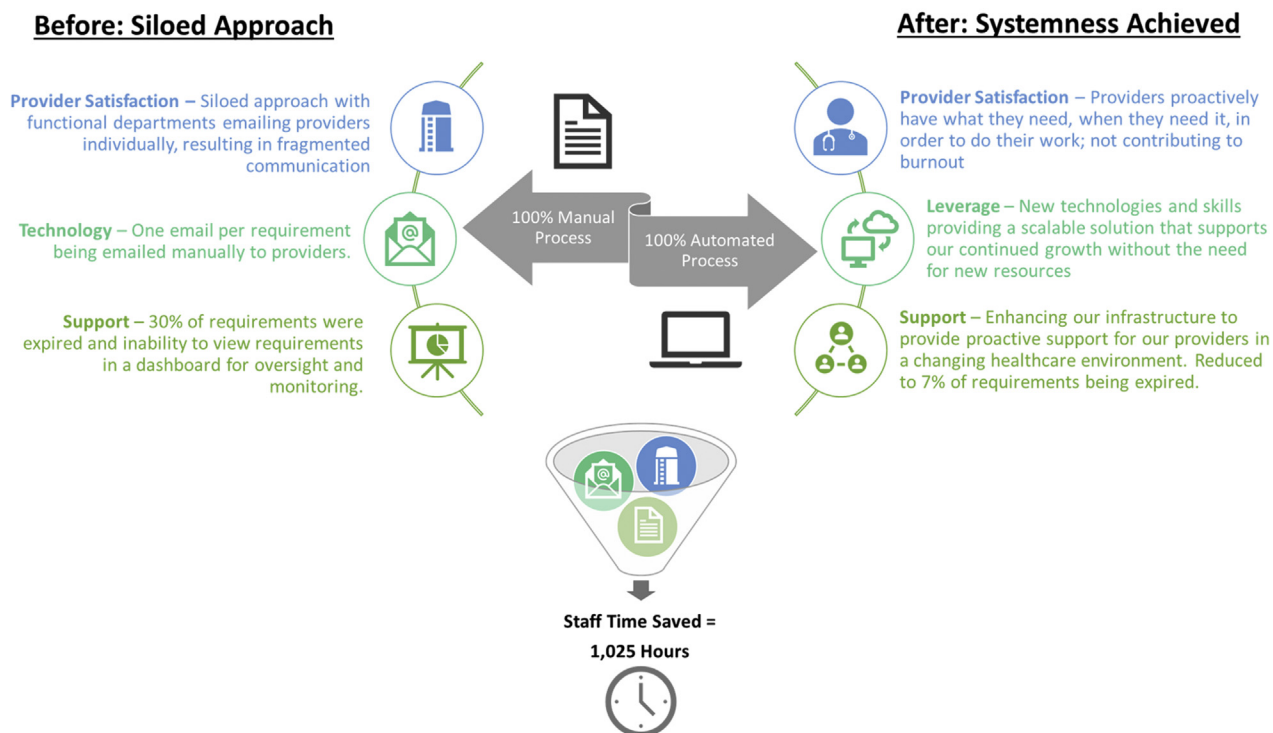 Before: Siloed Approach
Provider Satisfaction – Siloed approach with
functional departments emailing providers
individually, resulting in fragmented
communication
Technology – One email per requirement
being emailed manually to providers.
Support – 30% of requirements were
expired and inability to view requirements
in a dashboard for oversight and
monitoring.
@
100% Manual
Process
100% Automated
Process
After: Systemness Achieved
Provider Satisfaction – Providers proactively
have what they need, when they need it, in
order to do their work; not contributing to
burnout
Leverage – New technologies and skills
providing a scalable solution that supports
our continued growth without the need
for new resources
Support – Enhancing our infrastructure to
provide proactive support for our providers in
a changing healthcare environment. Reduced
to 7% of requirements being expired.
@
Staff Time Saved =
1,025 Hours